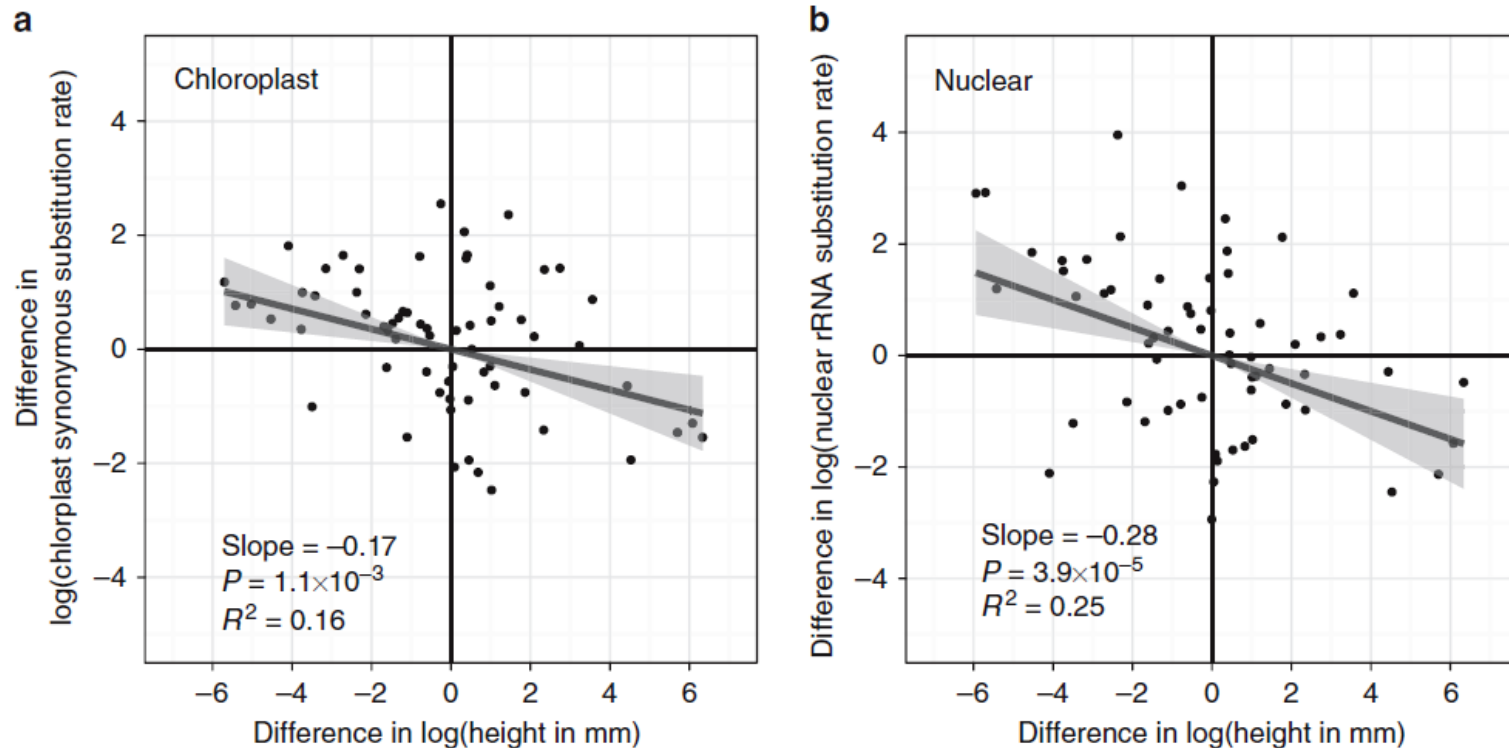 a
Chloroplast
Difference in
log(chlorplast synonymous substitution rate)
4
2
0
−2
−4
Slope = −0.17
P = 1.1×10−3
R2 = 0.16
−6 −4 −2 0 2 4 6
Difference in log(height in mm)
b
Nuclear
Difference in log(nuclear rRNA substitution rate)
4
2
0
−2
−4
Slope = −0.28
P = 3.9×10−5
R2 = 0.25
−6 −4 −2 0 2 4 6
Difference in log(height in mm)